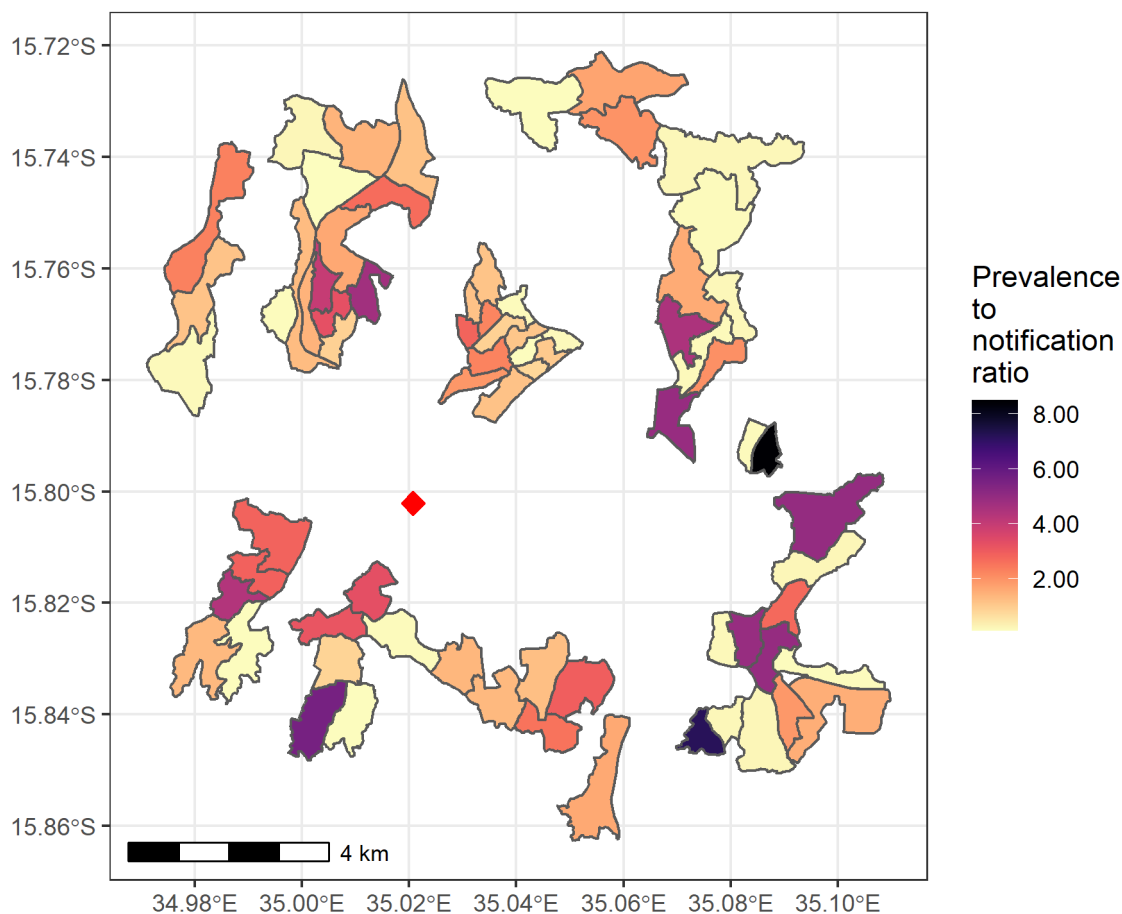 15.72°S
15.74°S
15.76°S
15.78°S
15.80°S
15.82°S
15.84°S
15.86°S
34.98°E 35.00°E 35.02°E 35.04°E 35.06°E 35.08°E 35.10°E
4 km
Prevalence
to
notification
ratio
8.00
6.00
4.00
2.00